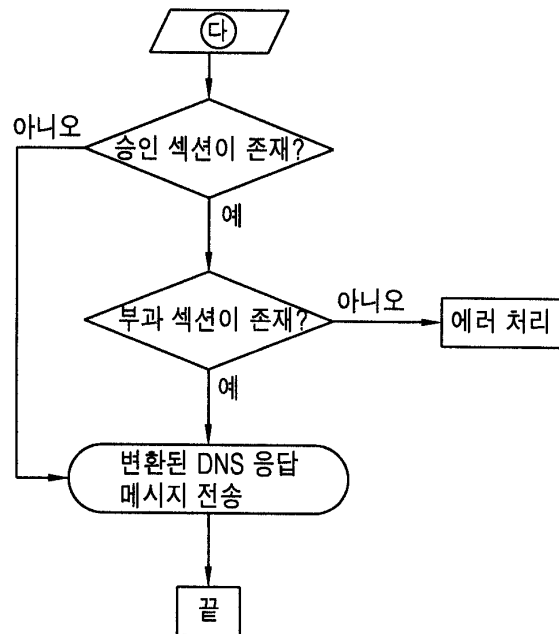 다
아니오
승인 섹션이 존재?
예
아니오
부과 섹션이 존재?
에러 처리
예
변환된 DNS 응답
메시지 전송
끝